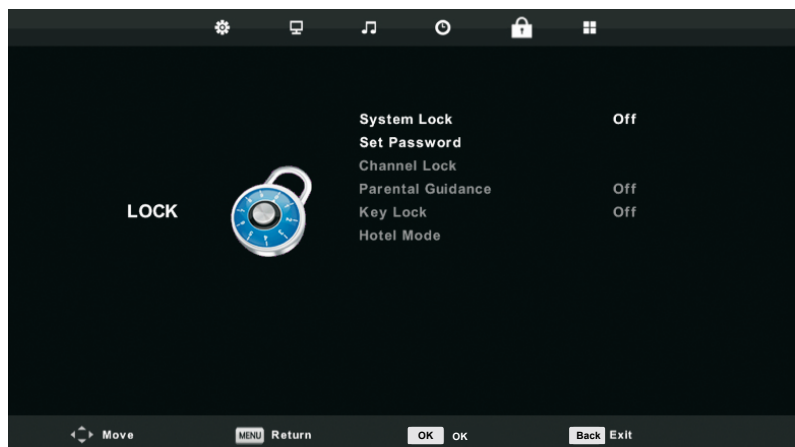 System Lock Off
Set Password
Channel Lock
Parental Guidance Off
LOCK
Key Lock Off
Hotel Mode
Move MENU Return OK OK Back Exit